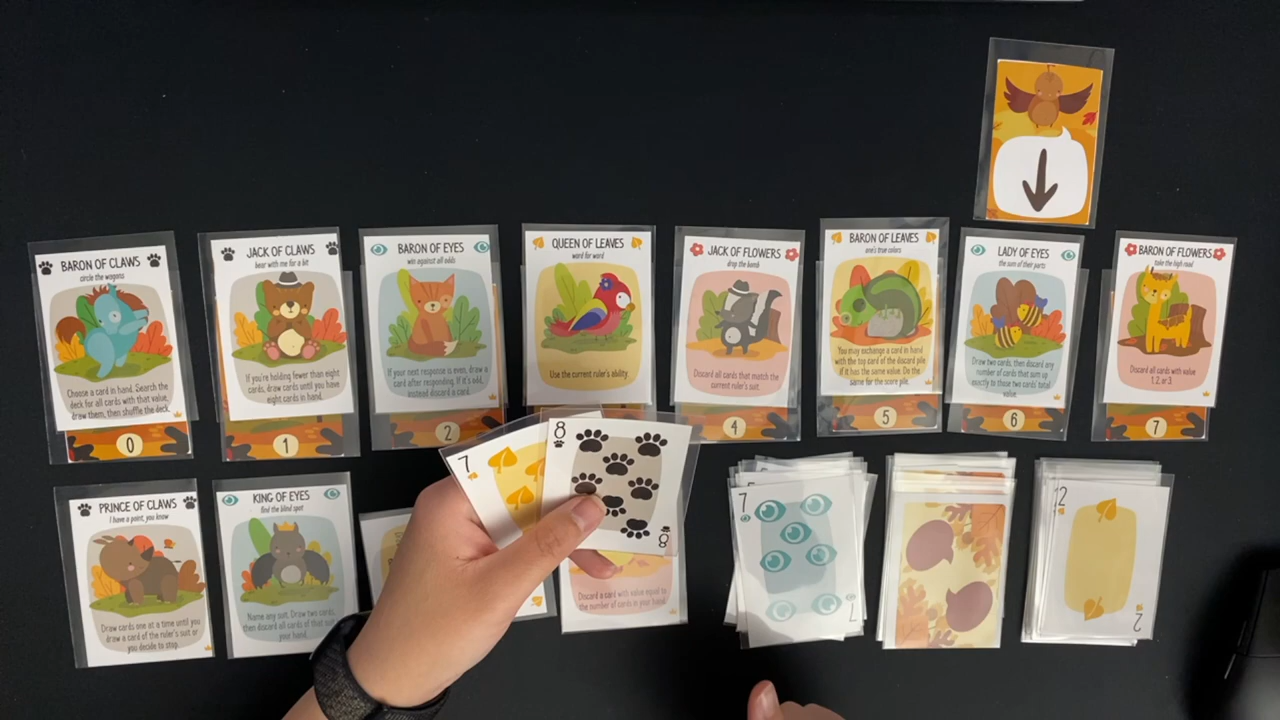 BARON OF CLAWS
circle the wagons
Choose a card in hand. Search the
deck for all cards with that value,
draw them, then shuffle the deck.
0
JACK OF CLAWS
bear with me for a bit
If you're holding fewer than eight
cards, draw cards until you have
eight cards in hand.
1
BARON OF EYES
win against all odds
If your next response is even, draw a
card after responding. If it's odd,
instead discard a card.
2
QUEEN OF LEAVES
word for word
Use the current ruler's ability.
JACK OF FLOWERS
drop the bomb
Discard all cards that match the
current ruler's suit.
4
BARON OF LEAVES
one's true colors
You may exchange a card in hand
with the top card of the discard pile
if it has the same value. Do the
same for the score pile.
5
LADY OF EYES
the sum of their parts
Draw two cards, then discard any
number of cards that sum up
exactly to those two cards' total
value.
6
BARON OF FLOWERS
take the high road
Discard all cards with value
1, 2, or 3.
7
PRINCE OF CLAWS
I have a point, you know
Draw cards one at a time until you
draw a card of the ruler's suit or
you decide to stop.
KING OF EYES
find the blind spot
Name any suit. Draw two cards,
then discard all cards of that suit
your hand.
7
8
8
Discard a card with value equal to
the number of cards in your hand.
7
7
2
2